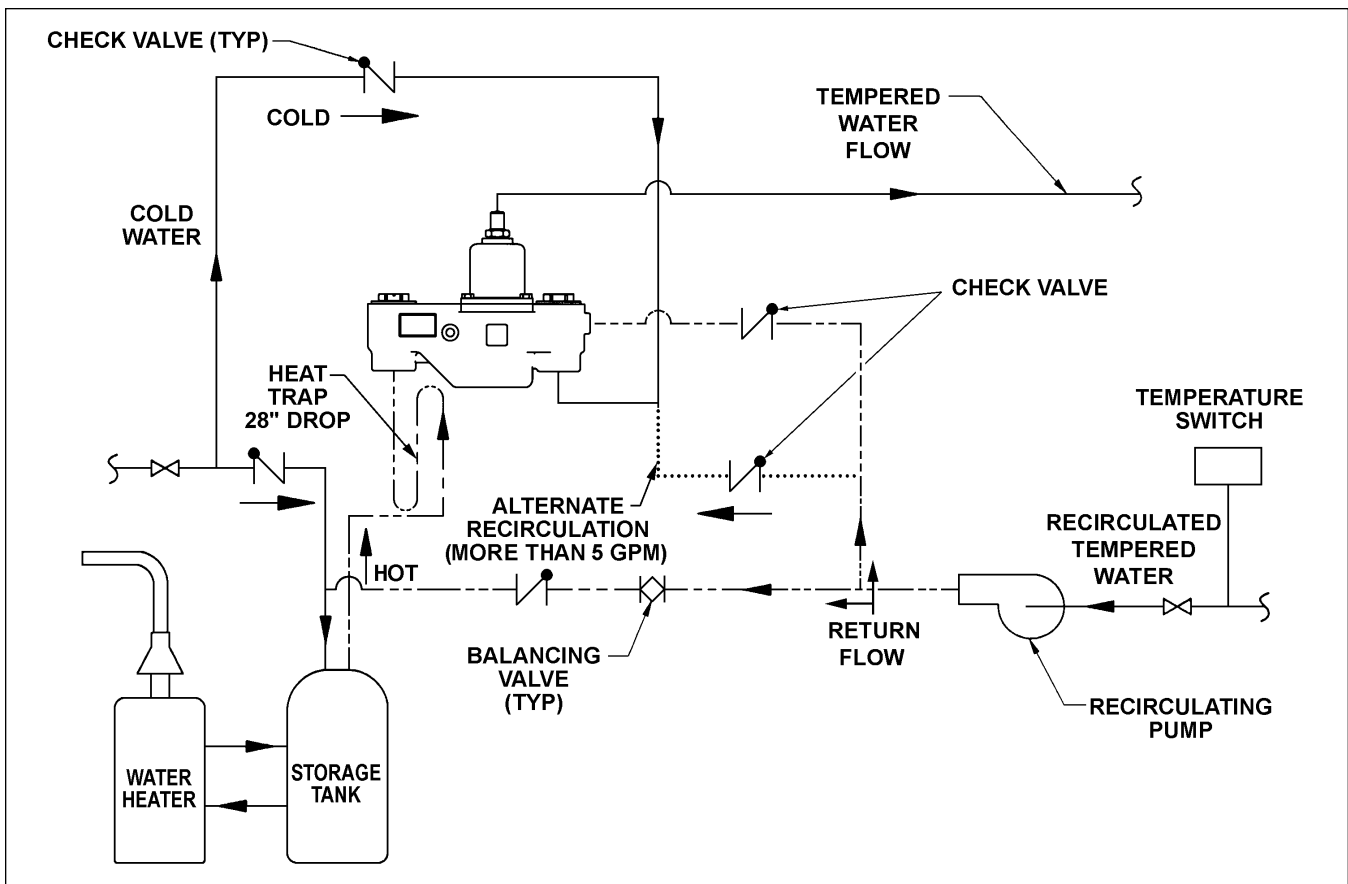 CHECK VALVE (TYP)
COLD
TEMPERED
WATER
FLOW
COLD
WATER
CHECK VALVE
HEAT
TRAP
28" DROP
TEMPERATURE
SWITCH
ALTERNATE
RECIRCULATION
(MORE THAN 5 GPM)
RECIRCULATED
TEMPERED
WATER
HOT
RETURN
FLOW
BALANCING
VALVE
(TYP)
RECIRCULATING
PUMP
WATER
HEATER
STORAGE
TANK